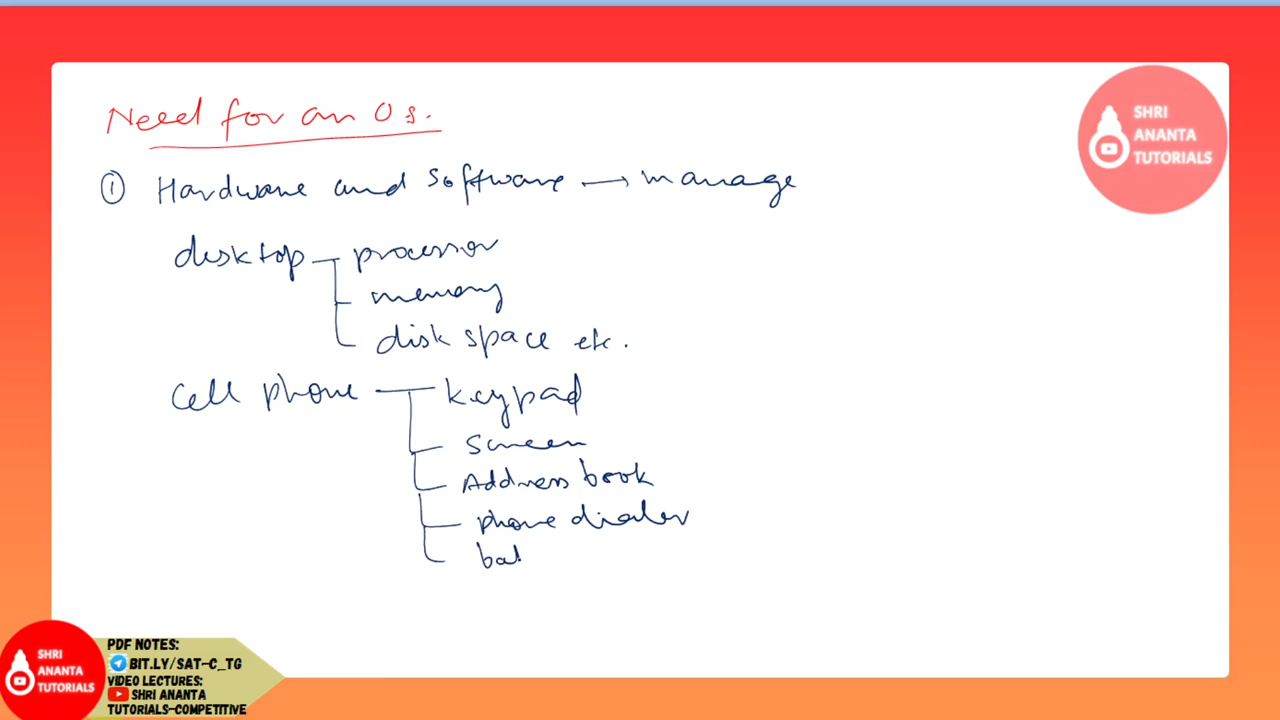 Need for an Os.
SHRI
ANANTA
TUTORIALS
① Hardware and Software → manage
desktop - processor
memory
disk space etc.
Cell phone - keypad
Screen
Address book
phone dialer
bat
SHRI
ANANTA
TUTORIALS
PDF NOTES:
BIT.LY/SAT-C_TG
VIDEO LECTURES:
SHRI ANANTA
TUTORIALS-COMPETITIVE